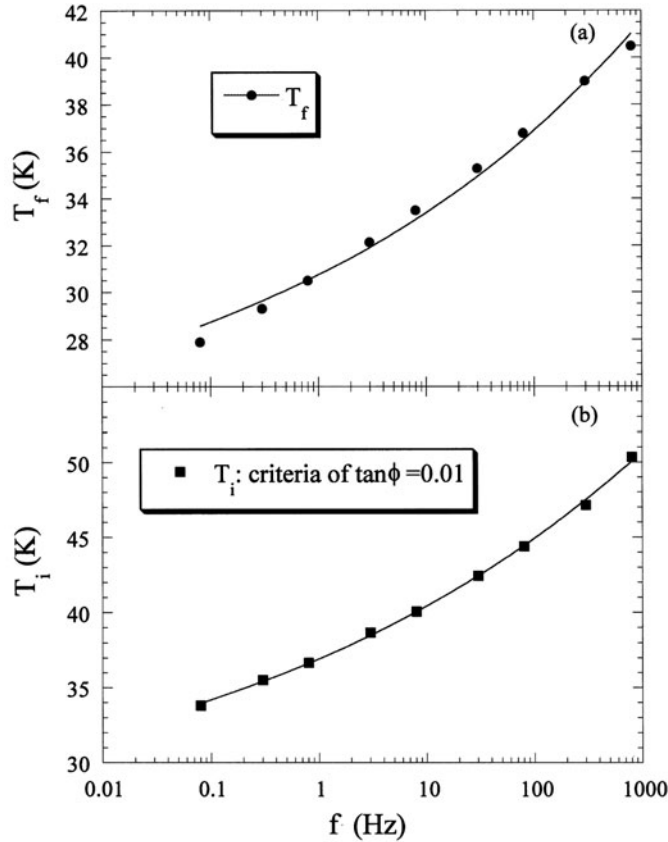 (a)
T_f
T_f (K)
42
40
38
36
34
32
30
28
(b)
T_i: criteria of tanϕ =0.01
T_i (K)
50
45
40
35
30
0.01
0.1
1
10
100
1000
f (Hz)